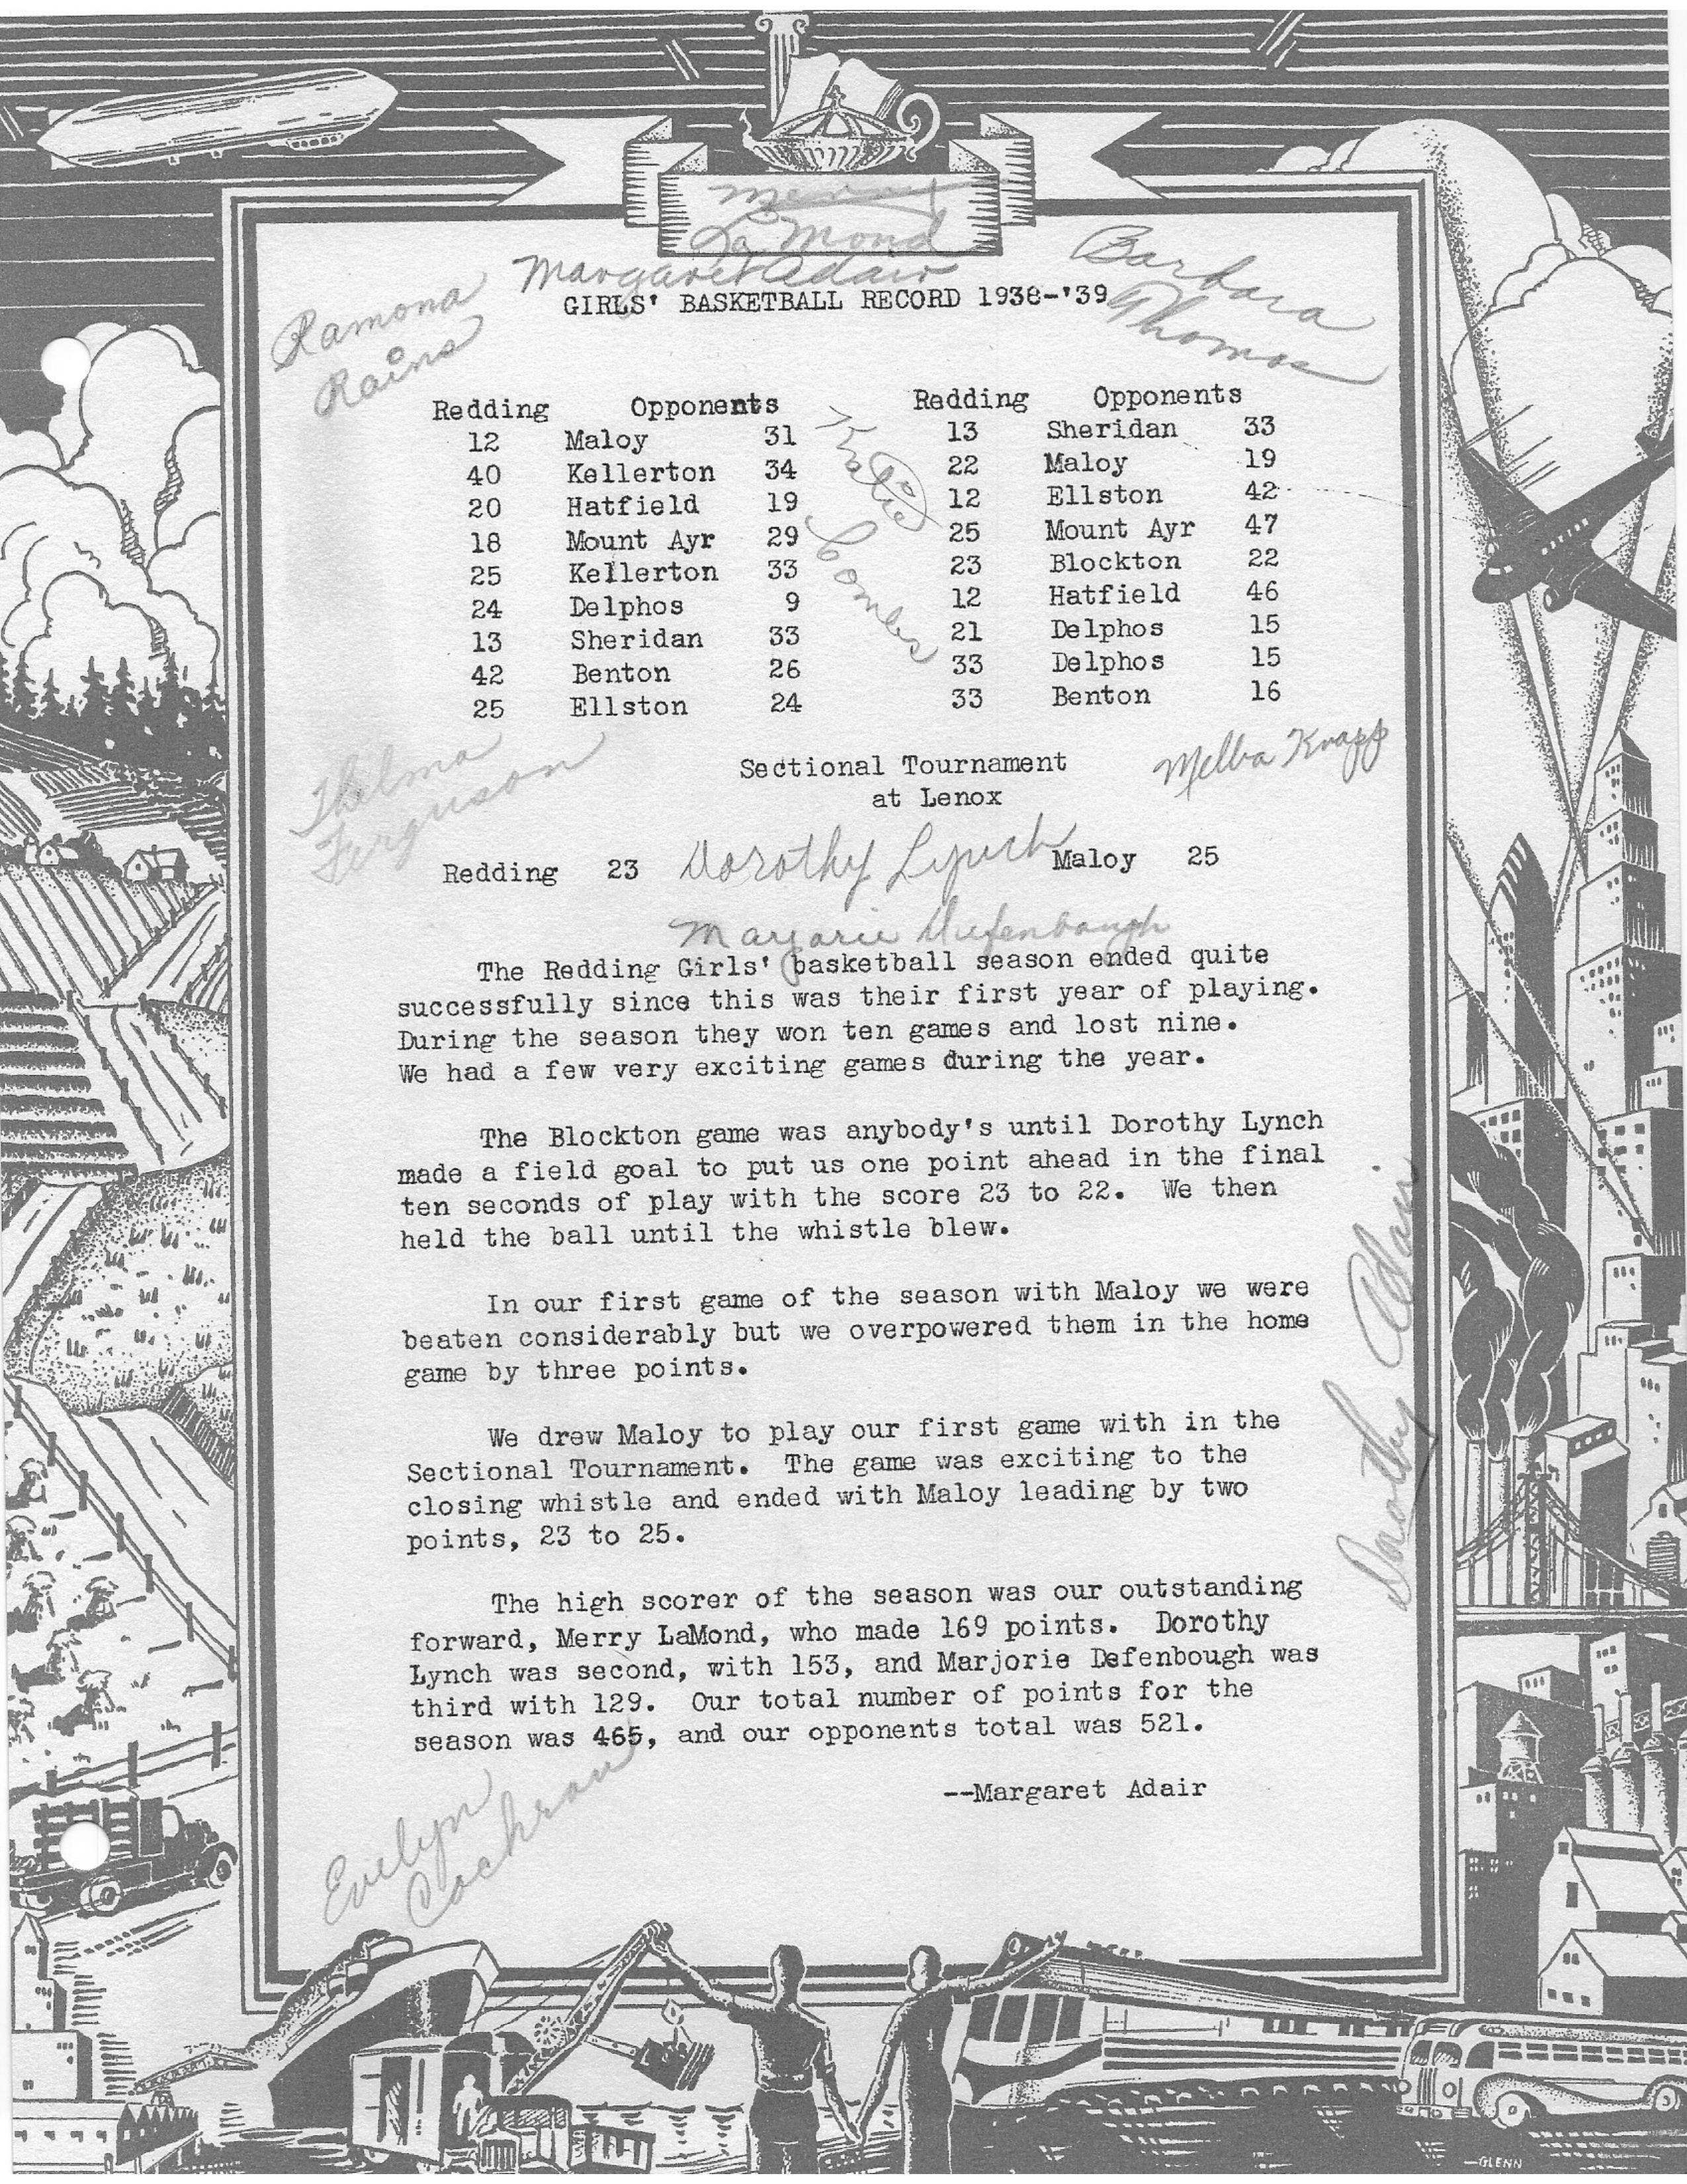 Merry
La Mond
Margaret Adair
Barbara
Thomas
Ramona
Rains
GIRLS' BASKETBALL RECORD 1938-'39
Redding Opponents Redding Opponents
12 Maloy 31 13 Sheridan 33
40 Kellerton 34 22 Maloy 19
20 Hatfield 19 12 Ellston 42
18 Mount Ayr 29 25 Mount Ayr 47
25 Kellerton 33 23 Blockton 22
24 Delphos 9 12 Hatfield 46
13 Sheridan 33 21 Delphos 15
42 Benton 26 33 Delphos 15
25 Ellston 24 33 Benton 16
Combes
Thelma
Ferguson
Sectional Tournament
at Lenox
Melba Knapp
Redding 23 Dorothy Lynch Maloy 25
Marjorie Diefenbaugh
The Redding Girls' basketball season ended quite
successfully since this was their first year of playing.
During the season they won ten games and lost nine.
We had a few very exciting games during the year.
The Blockton game was anybody's until Dorothy Lynch
made a field goal to put us one point ahead in the final
ten seconds of play with the score 23 to 22. We then
held the ball until the whistle blew.
In our first game of the season with Maloy we were
beaten considerably but we overpowered them in the home
game by three points.
We drew Maloy to play our first game with in the
Sectional Tournament. The game was exciting to the
closing whistle and ended with Maloy leading by two
points, 23 to 25.
Dorothy Adair
The high scorer of the season was our outstanding
forward, Merry LaMond, who made 169 points. Dorothy
Lynch was second, with 153, and Marjorie Defenbough was
third with 129. Our total number of points for the
season was 465, and our opponents total was 521.
--Margaret Adair
Evelyn
Cochran
—GLENN